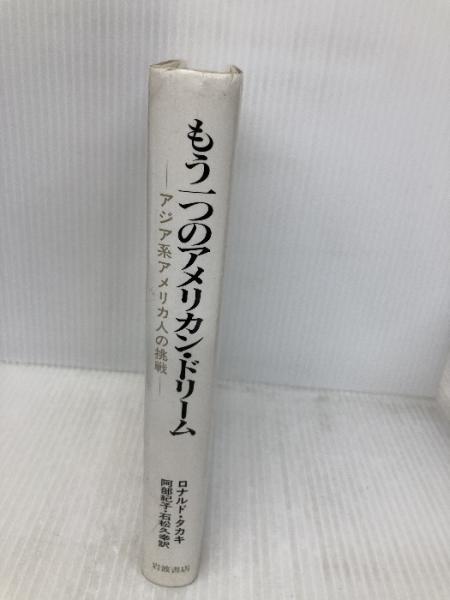 もう一つのアメリカン・ドリーム
―アジア系アメリカ人の挑戦―
ロナルド・タカキ
阿部紀子・石松久幸訳
岩波書店